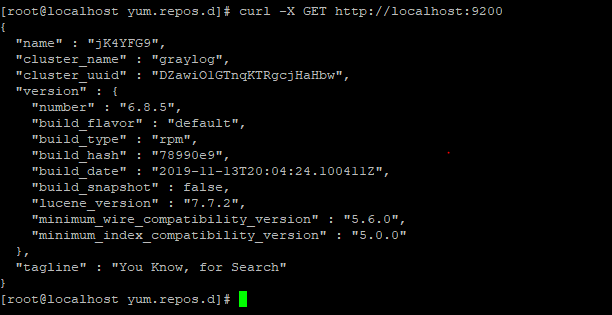 [root@localhost yum.repos.d]# curl -X GET http://localhost:9200
{
  "name" : "jK4YFG9",
  "cluster_name" : "graylog",
  "cluster_uuid" : "DZawiO1GTnqKTRgcjHaHbw",
  "version" : {
    "number" : "6.8.5",
    "build_flavor" : "default",
    "build_type" : "rpm",
    "build_hash" : "78990e9",
    "build_date" : "2019-11-13T20:04:24.100411Z",
    "build_snapshot" : false,
    "lucene_version" : "7.7.2",
    "minimum_wire_compatibility_version" : "5.6.0",
    "minimum_index_compatibility_version" : "5.0.0"
  },
  "tagline" : "You Know, for Search"
}
[root@localhost yum.repos.d]#